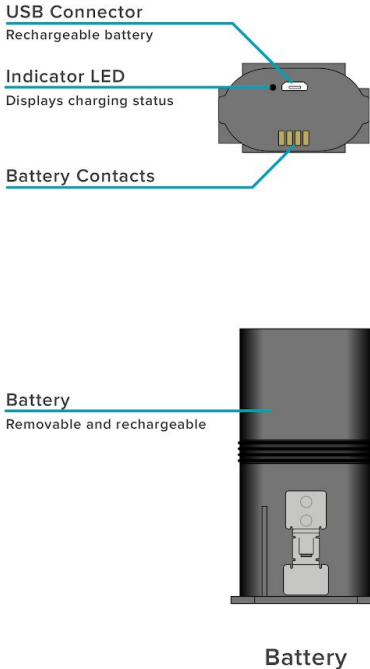 USB Connector
Rechargeable battery
Indicator LED
Displays charging status
Battery Contacts
Battery
Removable and rechargeable
Battery